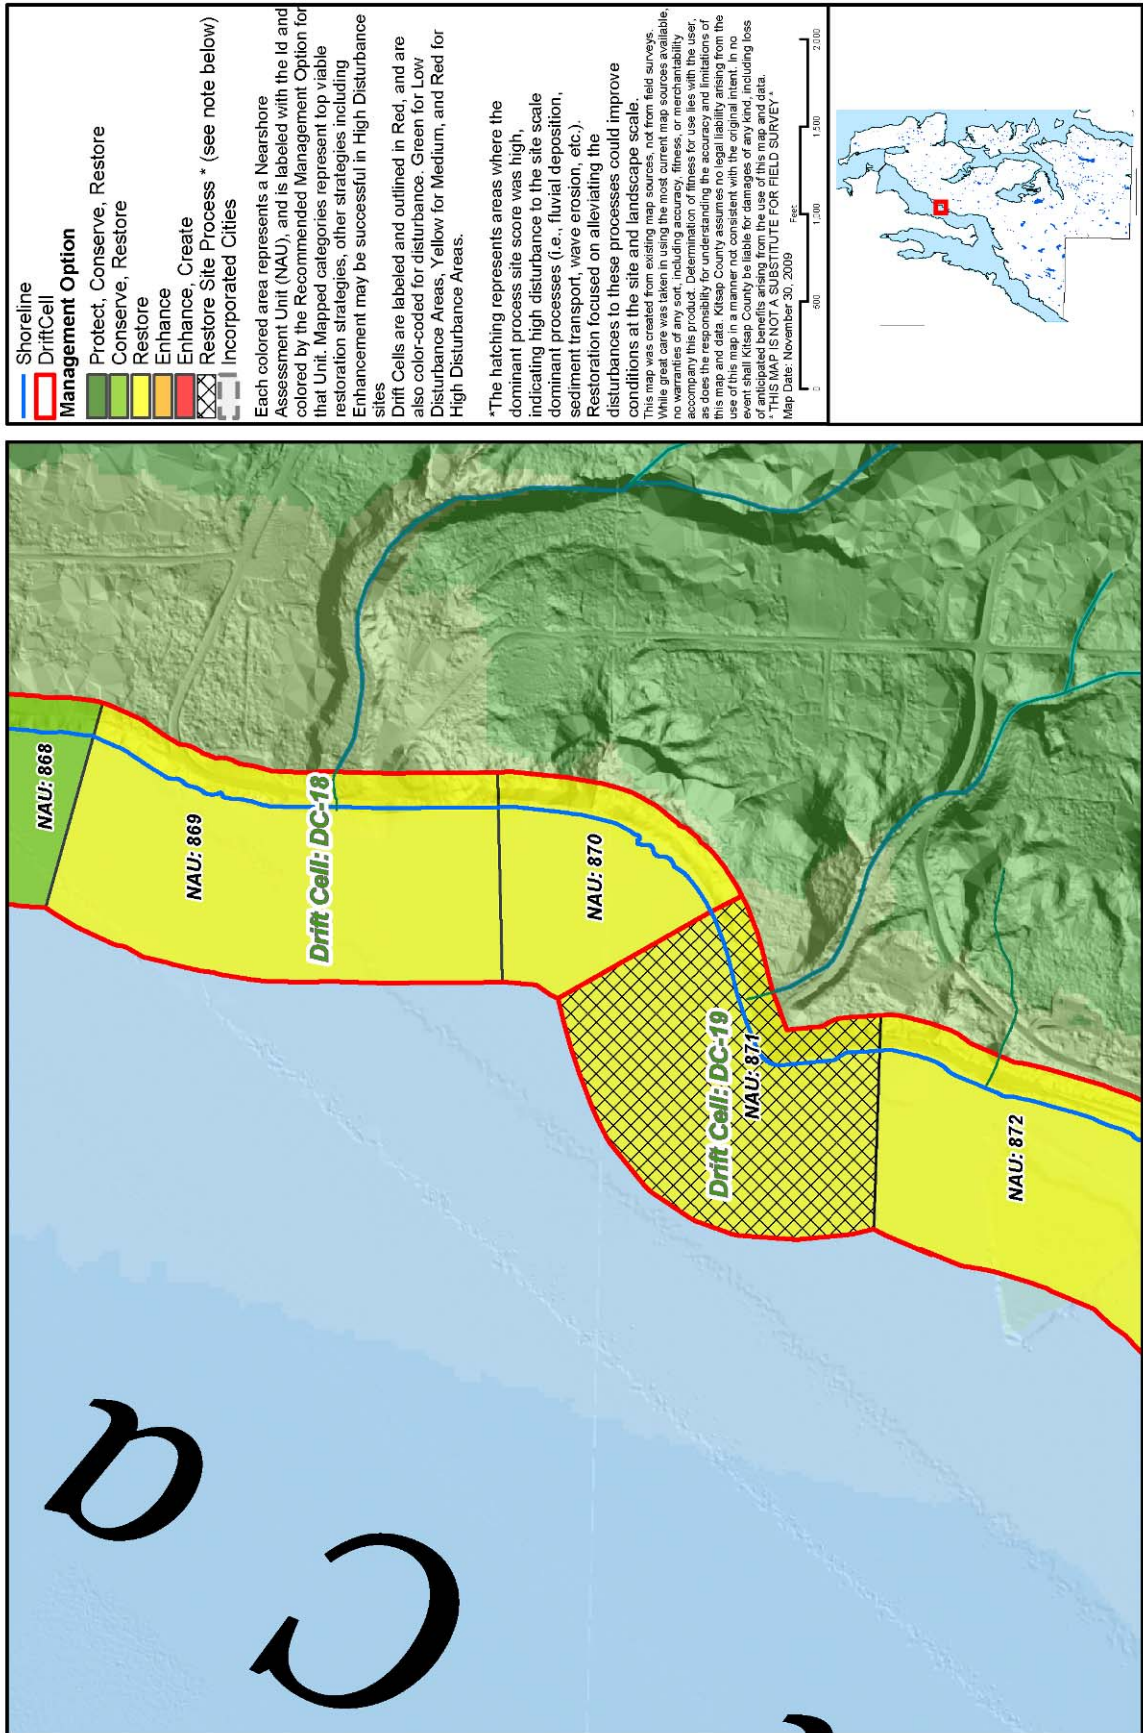 Shoreline
DriftCell
Management Option
Protect, Conserve, Restore
Conserve, Restore
Restore
Enhance
Enhance, Create
Restore Site Process * (see note below)
Incorporated Cities
Each colored area represents a Nearshore
Assessment Unit (NAU), and is labeled with the Id and
colored by the Recommended Management Option for
that Unit. Mapped categories represent top viable
restoration strategies, other strategies including
Enhancement may be successful in High Disturbance
sites
Drift Cells are labeled and outlined in Red, and are
also color-coded for disturbance. Green for Low
Disturbance Areas, Yellow for Medium, and Red for
High Disturbance Areas.
*The hatching represents areas where the
dominant process site score was high,
indicating high disturbance to the site scale
dominant processes (i.e., fluvial deposition,
sediment transport, wave erosion, etc.).
Restoration focused on alleviating the
disturbances to these processes could improve
conditions at the site and landscape scale.
This map was created from existing map sources, not from field surveys.
While great care was taken in using the most current map sources available,
no warranties of any sort, including accuracy, fitness, or merchantability
accompany this product. Determination of fitness for use lies with the user,
as does the responsiblity for understanding the accuracy and limitations of
this map and data. Kitsap County assumes no legal liability arising from the
use of this map in a manner not consistent with the original intent. In no
event shall Kitsap County be liable for damages of any kind, including loss
of anticipated benefits arising from the use of this map and data.
* THIS MAP IS NOT A SUBSTITUTE FOR FIELD SURVEY *
Map Date: November 30, 2009
Feet
0 500 1,000 1,500 2,000
NAU: 868
NAU: 869
Drift Cell: DC-18
NAU: 870
Drift Cell: DC-19
NAU: 871
NAU: 872
C a